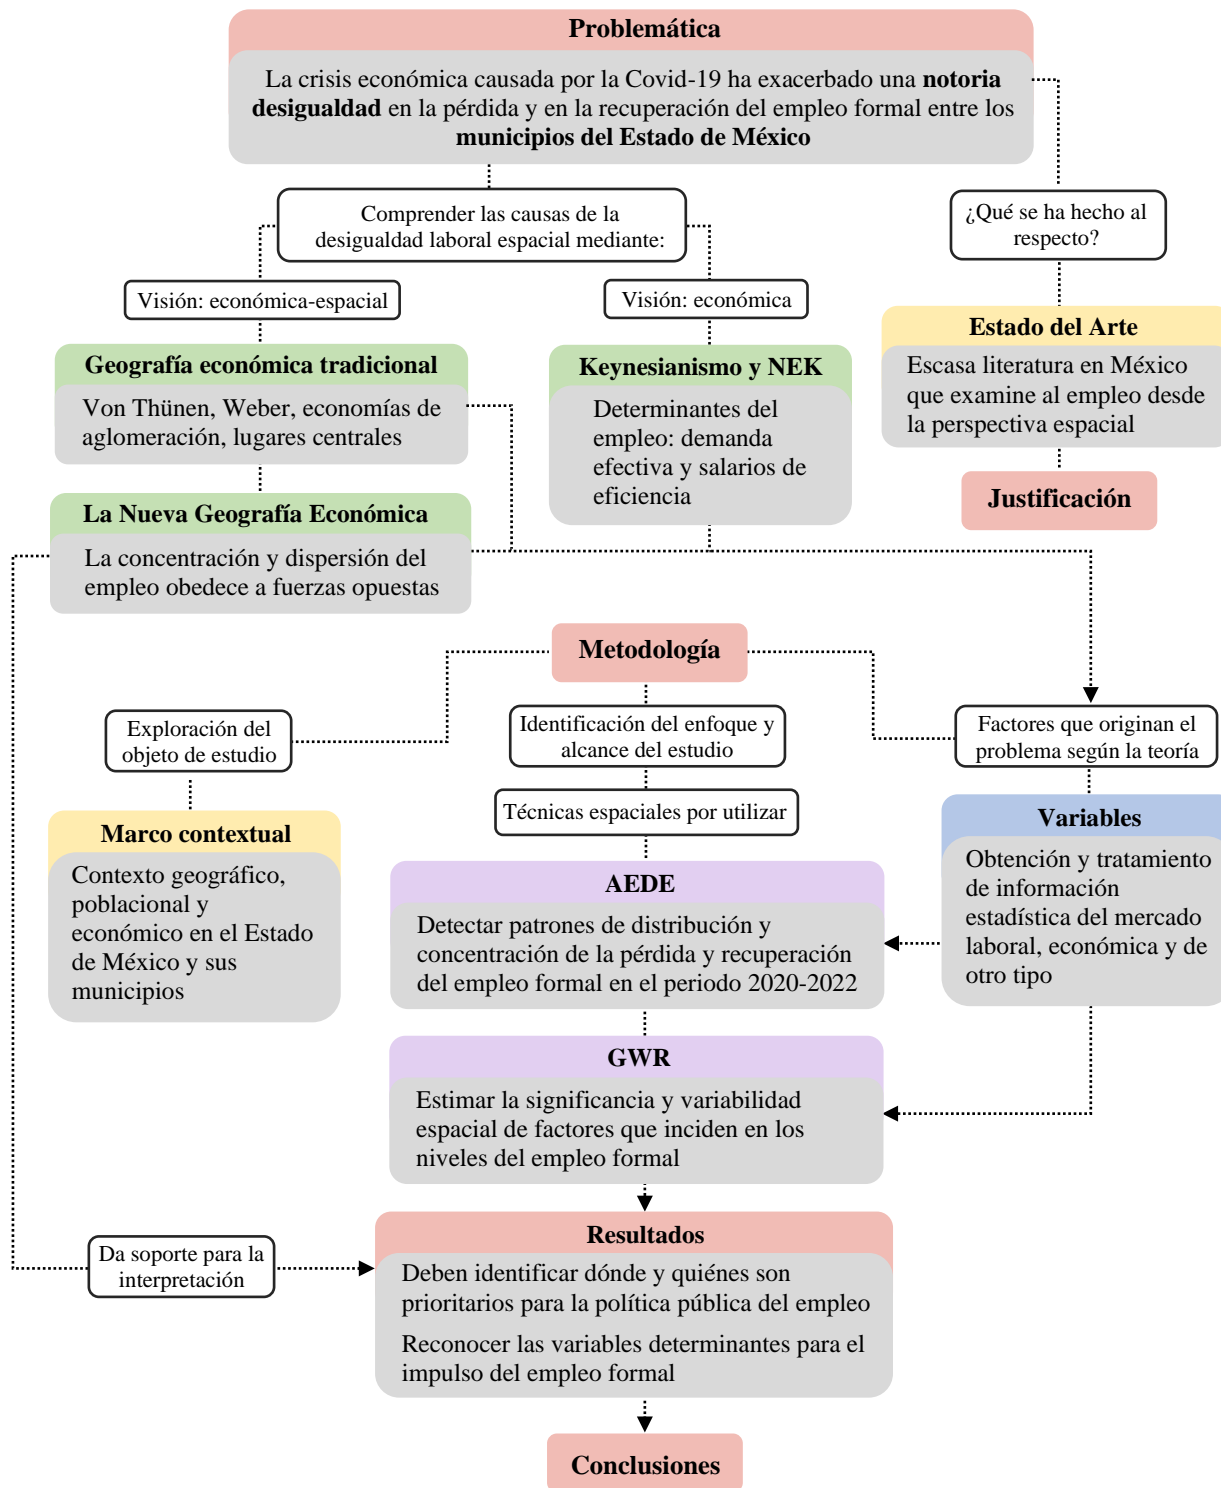 Problemática
La crisis económica causada por la Covid-19 ha exacerbado una notoria
desigualdad en la pérdida y en la recuperación del empleo formal entre los
municipios del Estado de México
Comprender las causas de la
desigualdad laboral espacial mediante:
¿Qué se ha hecho al
respecto?
Visión: económica-espacial
Visión: económica
Geografía económica tradicional
Von Thünen, Weber, economías de
aglomeración, lugares centrales
Keynesianismo y NEK
Determinantes del
empleo: demanda
efectiva y salarios de
eficiencia
Estado del Arte
Escasa literatura en México
que examine al empleo desde
la perspectiva espacial
Justificación
La Nueva Geografía Económica
La concentración y dispersión del
empleo obedece a fuerzas opuestas
Metodología
Exploración del
objeto de estudio
Identificación del enfoque y
alcance del estudio
Factores que originan el
problema según la teoría
Técnicas espaciales por utilizar
Marco contextual
Contexto geográfico,
poblacional y
económico en el Estado
de México y sus
municipios
AEDE
Detectar patrones de distribución y
concentración de la pérdida y recuperación
del empleo formal en el periodo 2020-2022
Variables
Obtención y tratamiento
de información
estadística del mercado
laboral, económica y de
otro tipo
GWR
Estimar la significancia y variabilidad
espacial de factores que inciden en los
niveles del empleo formal
Da soporte para la
interpretación
Resultados
Deben identificar dónde y quiénes son
prioritarios para la política pública del empleo
Reconocer las variables determinantes para el
impulso del empleo formal
Conclusiones